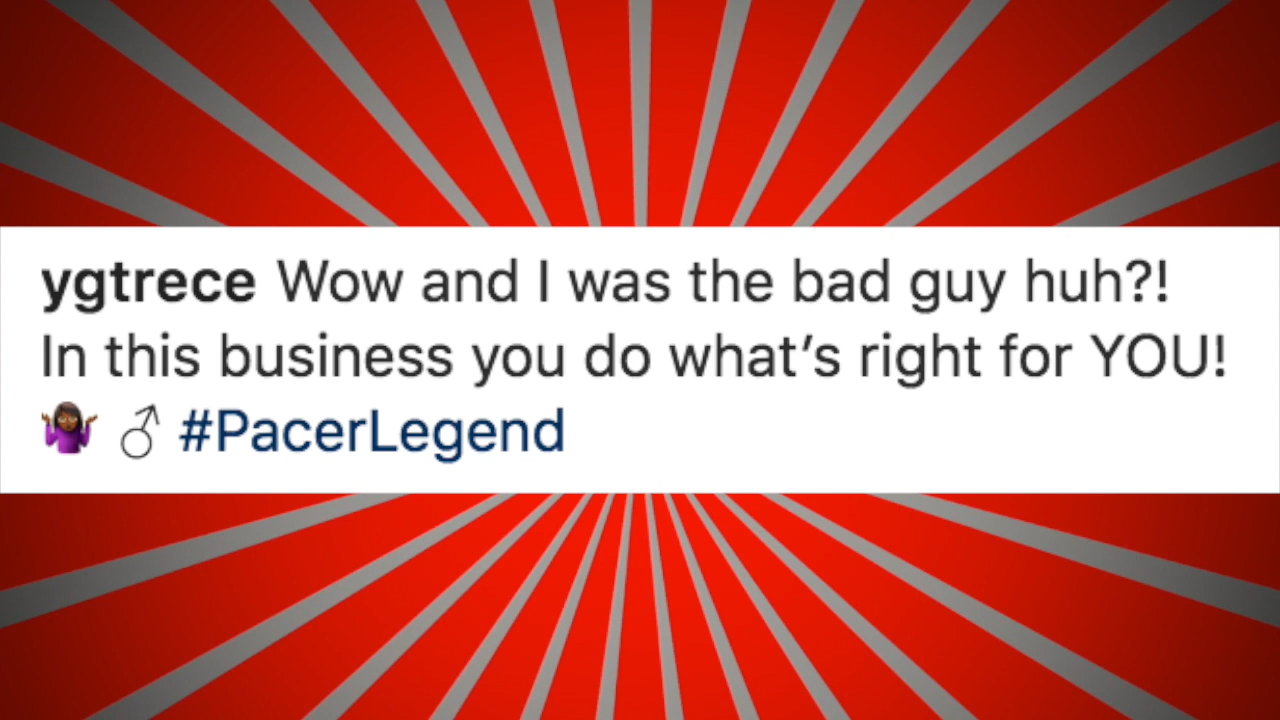 ygtrece Wow and I was the bad guy huh?!
In this business you do what’s right for YOU!
🤷🏾‍♀️ ♂ #PacerLegend